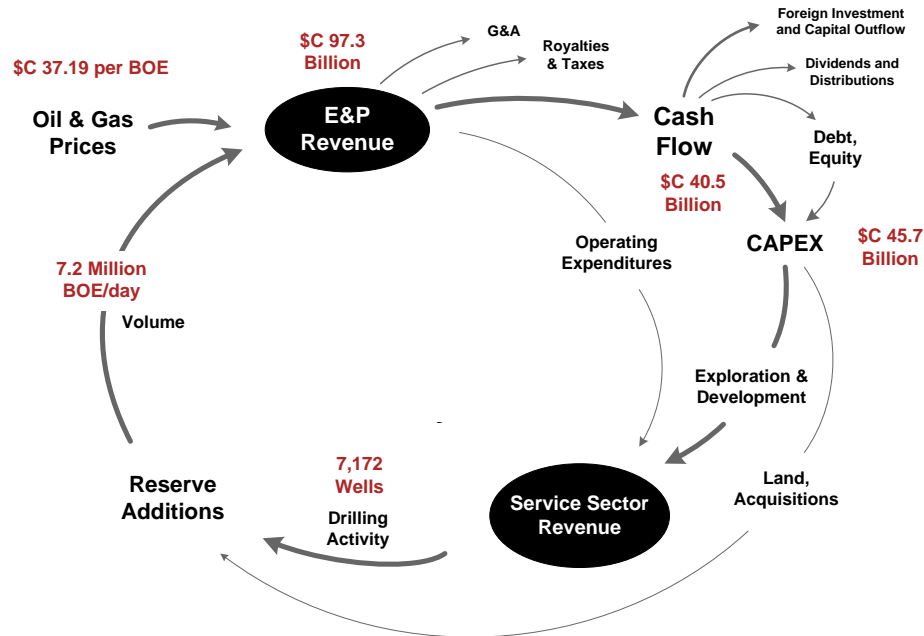 Foreign Investment
and Capital Outflow
G&A
$C 97.3
Billion
Royalties
& Taxes
$C 37.19 per BOE
Dividends and
Distributions
Oil & Gas
Prices
E&P
Revenue
Cash
Flow
Debt,
Equity
$C 40.5
Billion
CAPEX
$C 45.7
Billion
Operating
Expenditures
7.2 Million
BOE/day
Volume
Exploration &
Development
7,172
Wells
Reserve
Additions
Drilling
Activity
Service Sector
Revenue
Land,
Acquisitions